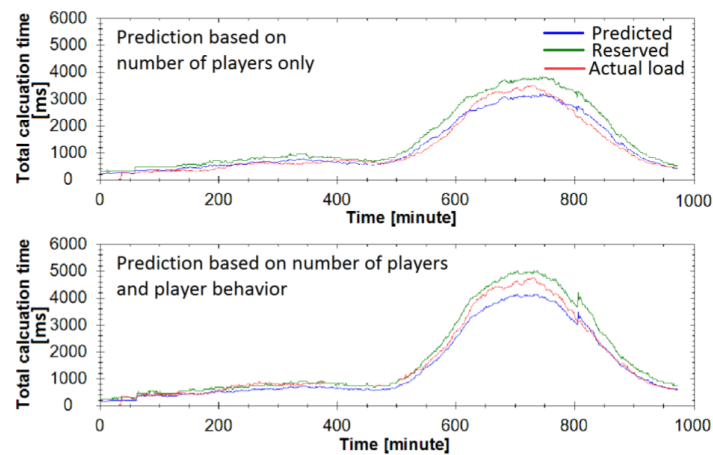 6000
5000
4000
3000
2000
1000
0
Total calcuation time
[ms]
Prediction based on
number of players only
Predicted
Reserved
Actual load
0
200
400
600
800
1000
Time [minute]
6000
5000
4000
3000
2000
1000
0
Total calcuation time
[ms]
Prediction based on number of players
and player behavior
0
200
400
600
800
1000
Time [minute]